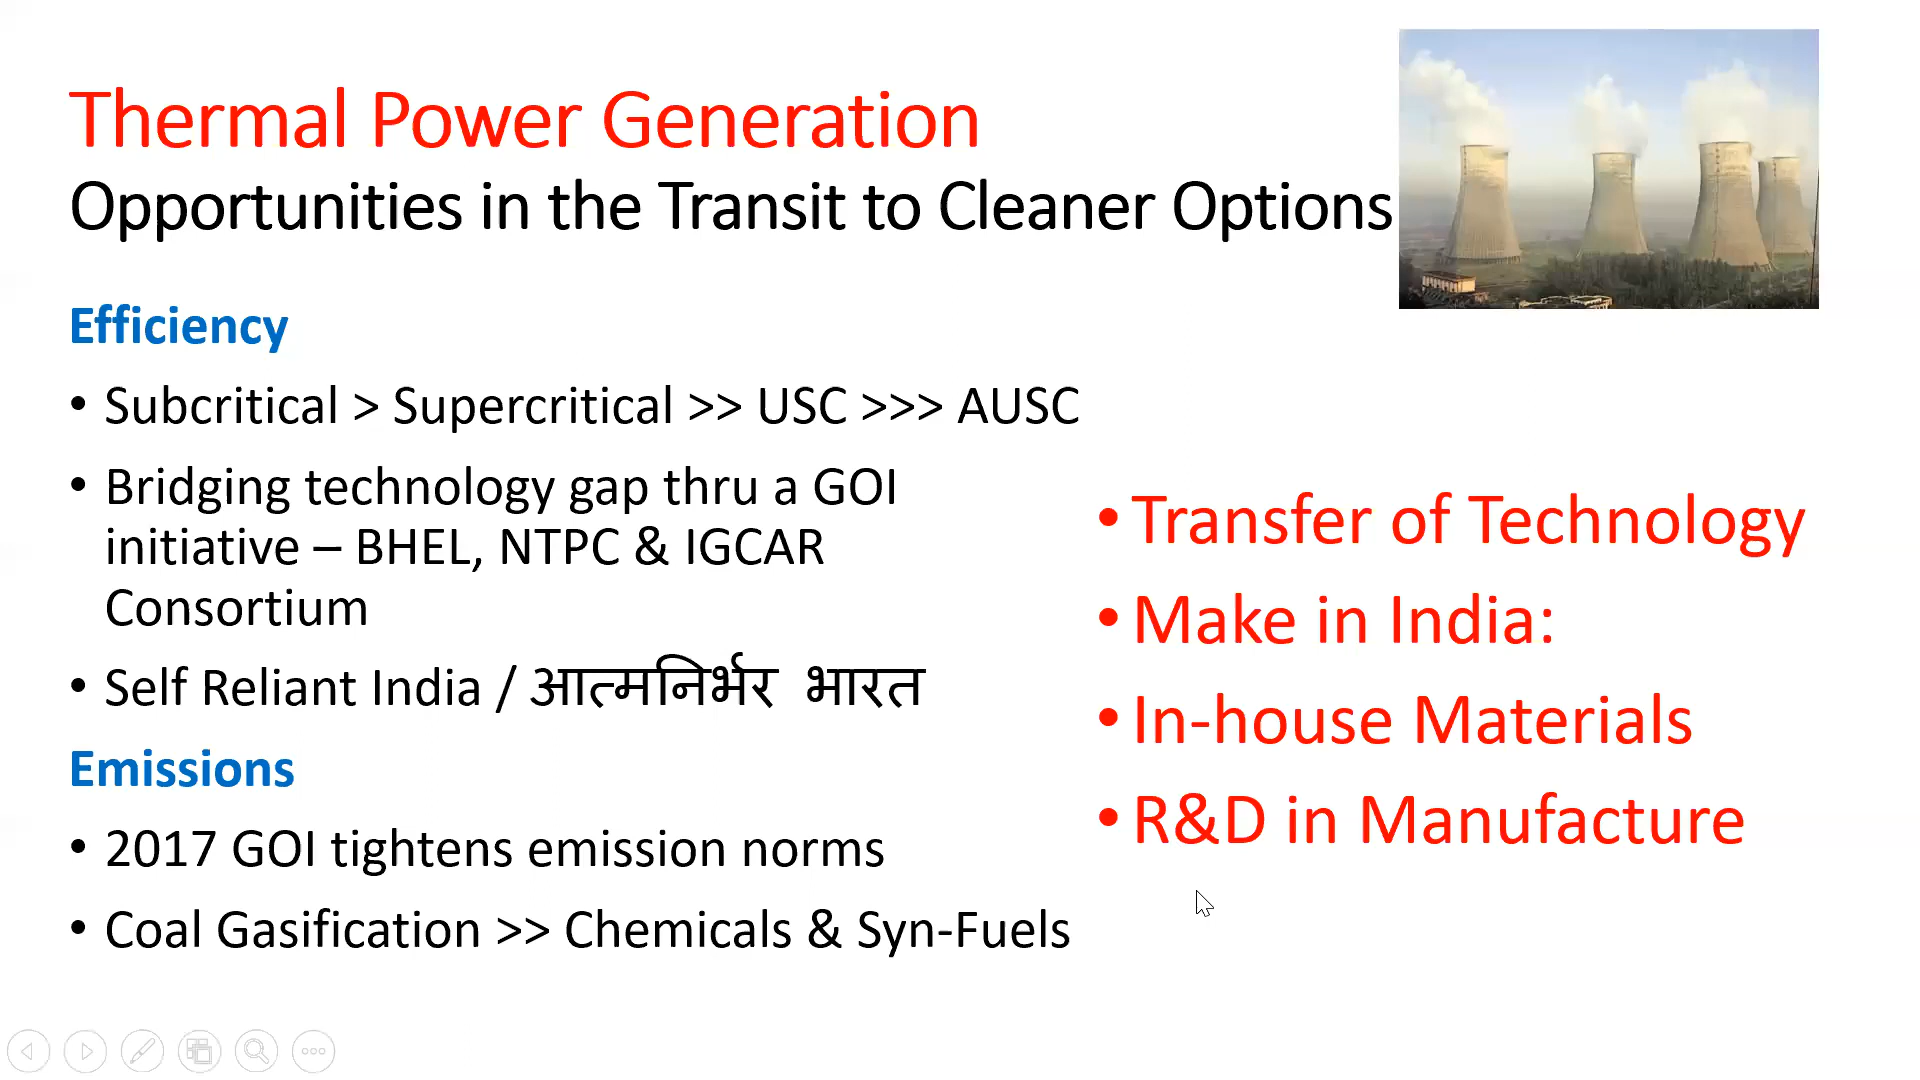 Thermal Power Generation
Opportunities in the Transit to Cleaner Options
Efficiency
• Subcritical > Supercritical >> USC >>> AUSC
• Bridging technology gap thru a GOI
initiative – BHEL, NTPC & IGCAR
Consortium
• Self Reliant India / आत्मनिर्भर भारत
Emissions
• 2017 GOI tightens emission norms
• Coal Gasification >> Chemicals & Syn-Fuels
• Transfer of Technology
• Make in India:
• In-house Materials
• R&D in Manufacture